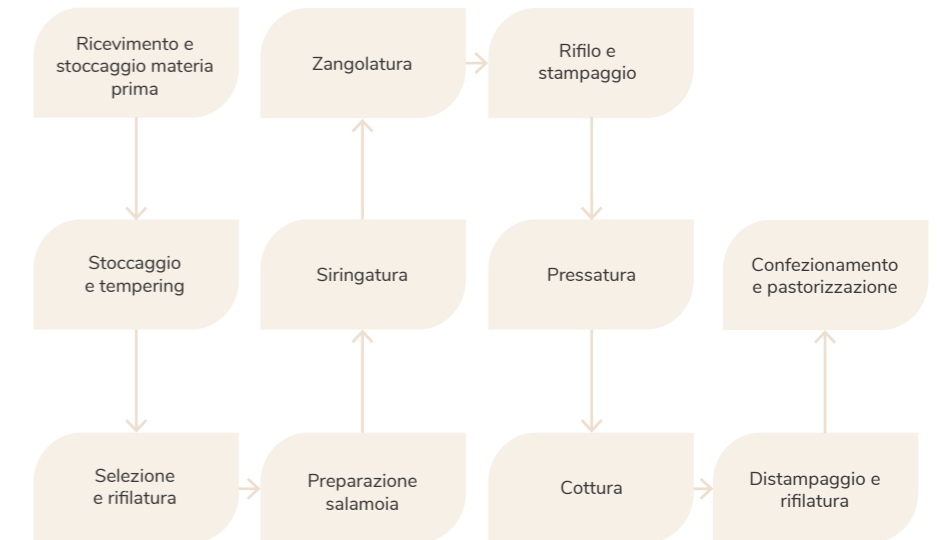 Ricevimento e
stoccaggio materia
prima
Stoccaggio
e tempering
Selezione
e rifilatura
Preparazione
salamoia
Siringatura
Zangolatura
Rifilo e
stampaggio
Pressatura
Cottura
Distampaggio e
rifilatura
Confezionamento
e pastorizzazione